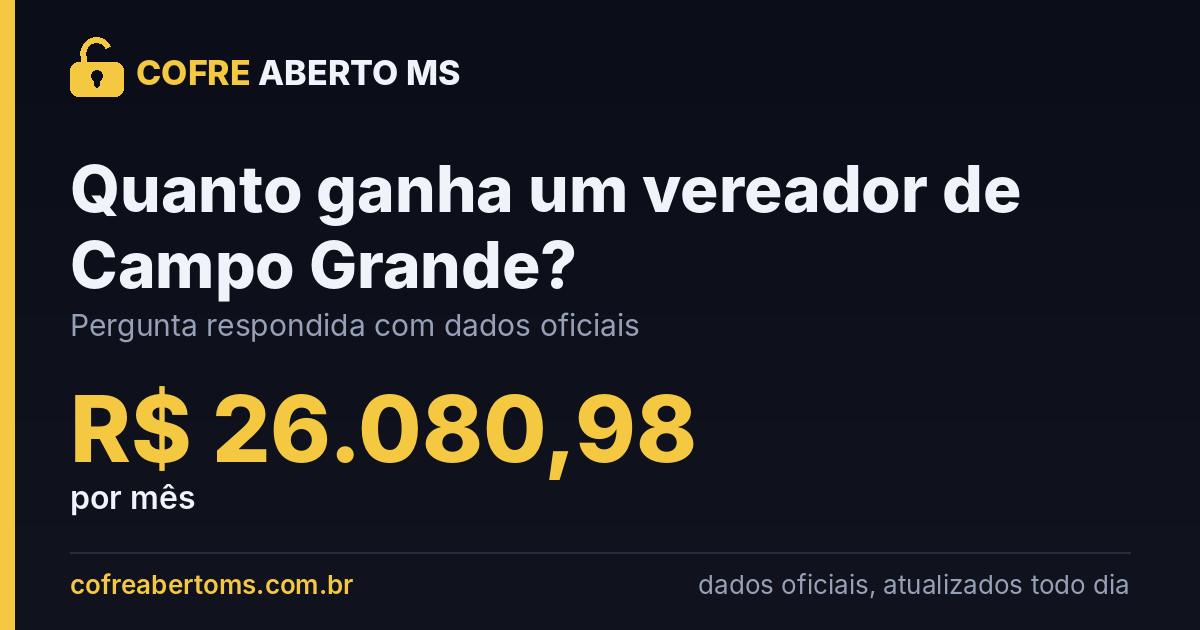 COFRE ABERTO MS
Quanto ganha um vereador de
Campo Grande?
Pergunta respondida com dados oficiais
R$ 26.080,98
por mês
cofreabertoms.com.br
dados oficiais, atualizados todo dia